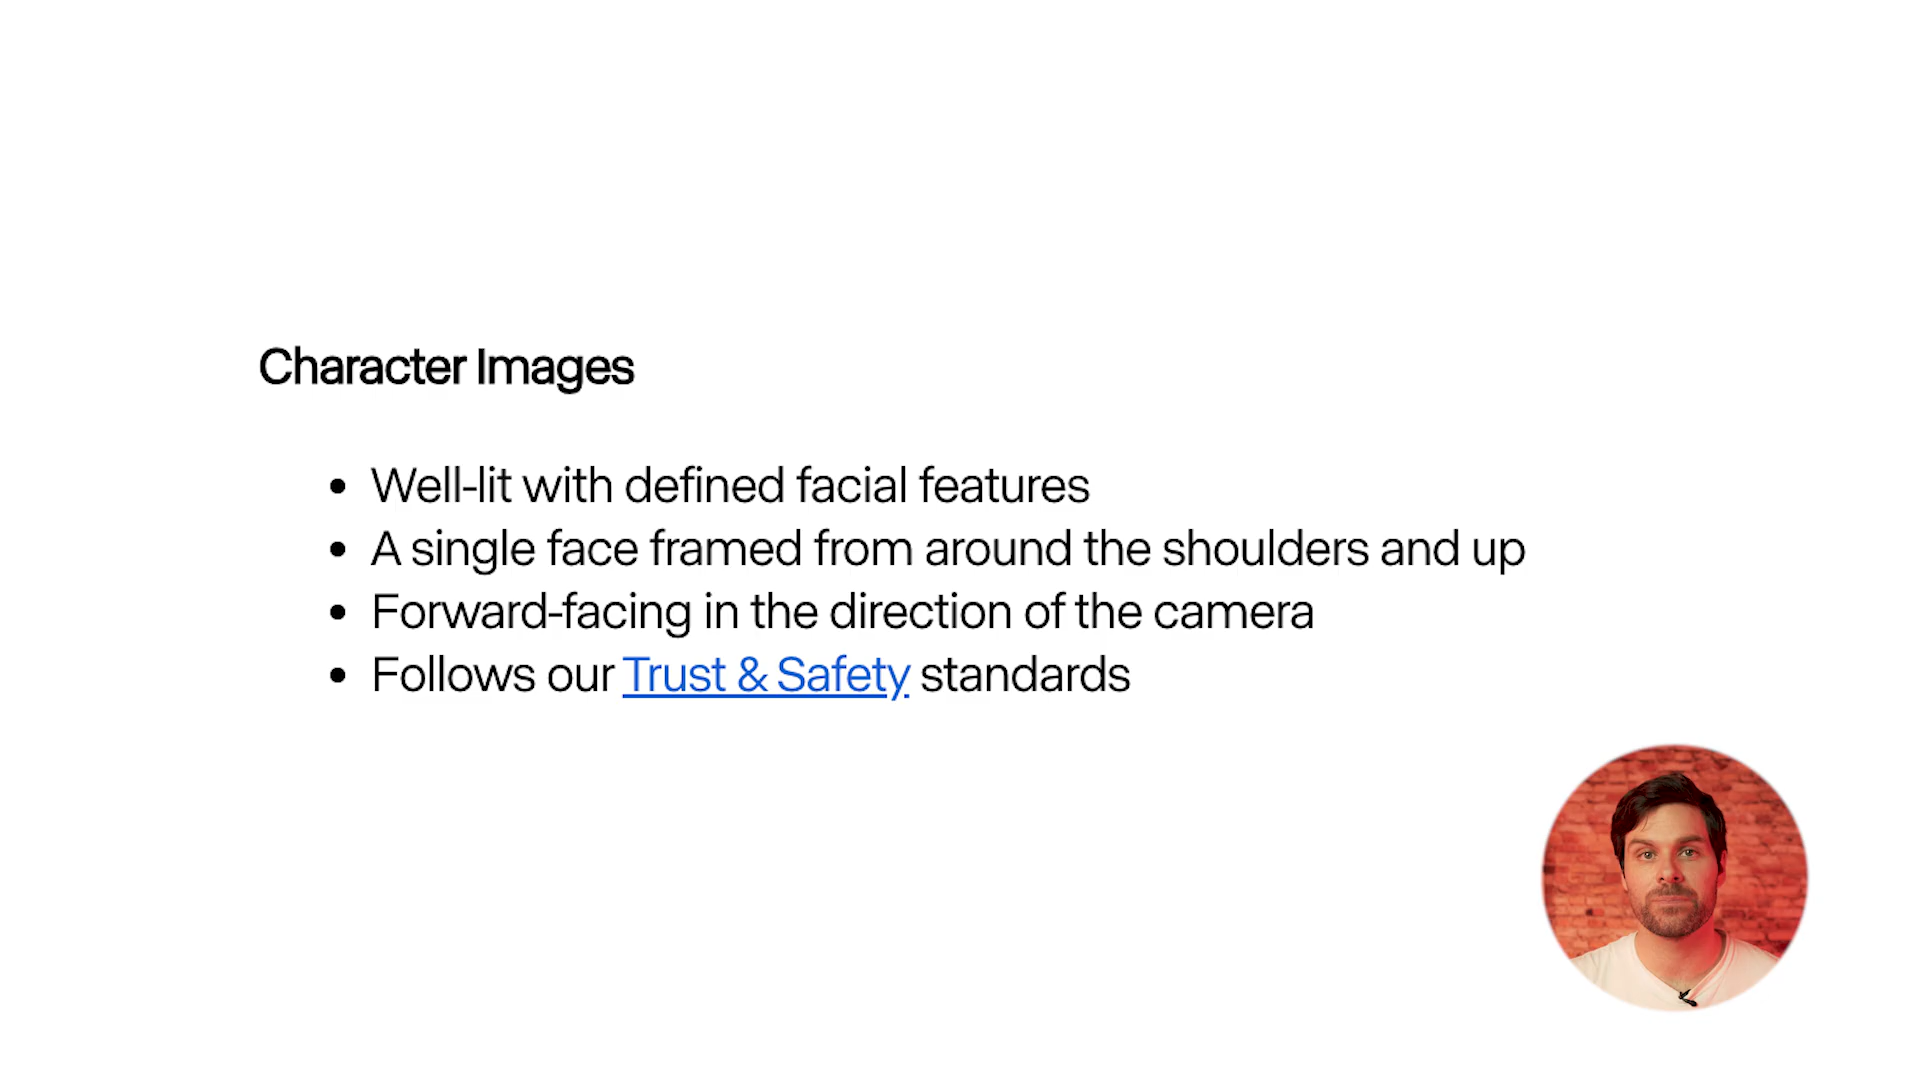 Character Images
• Well-lit with defined facial features
• A single face framed from around the shoulders and up
• Forward-facing in the direction of the camera
• Follows our Trust & Safety standards